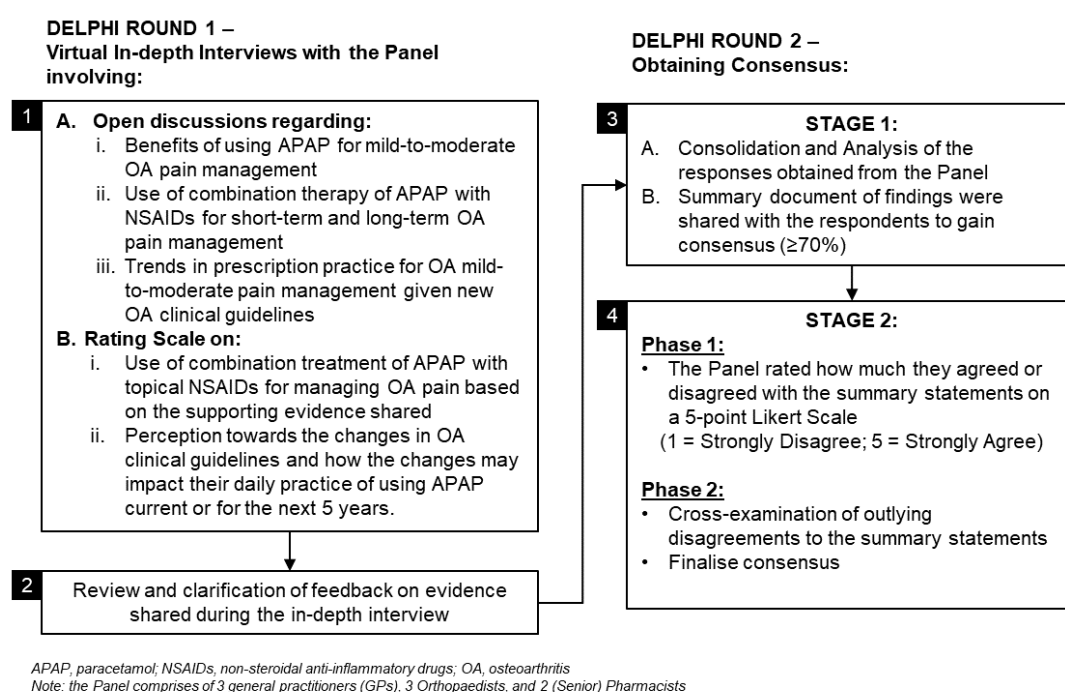 DELPHI ROUND 1 –
Virtual In-depth Interviews with the Panel
involving:
1
A. Open discussions regarding:
i. Benefits of using APAP for mild-to-moderate
OA pain management
ii. Use of combination therapy of APAP with
NSAIDs for short-term and long-term OA
pain management
iii. Trends in prescription practice for OA mild-
to-moderate pain management given new
OA clinical guidelines
B. Rating Scale on:
i. Use of combination treatment of APAP with
topical NSAIDs for managing OA pain based
on the supporting evidence shared
ii. Perception towards the changes in OA
clinical guidelines and how the changes may
impact their daily practice of using APAP
current or for the next 5 years.
2
Review and clarification of feedback on evidence
shared during the in-depth interview
DELPHI ROUND 2 –
Obtaining Consensus:
3
STAGE 1:
A. Consolidation and Analysis of the
responses obtained from the Panel
B. Summary document of findings were
shared with the respondents to gain
consensus (≥70%)
4
STAGE 2:
Phase 1:
• The Panel rated how much they agreed or
disagreed with the summary statements on
a 5-point Likert Scale
(1 = Strongly Disagree; 5 = Strongly Agree)
Phase 2:
• Cross-examination of outlying
disagreements to the summary statements
• Finalise consensus
APAP, paracetamol; NSAIDs, non-steroidal anti-inflammatory drugs; OA, osteoarthritis
Note: the Panel comprises of 3 general practitioners (GPs), 3 Orthopaedists, and 2 (Senior) Pharmacists